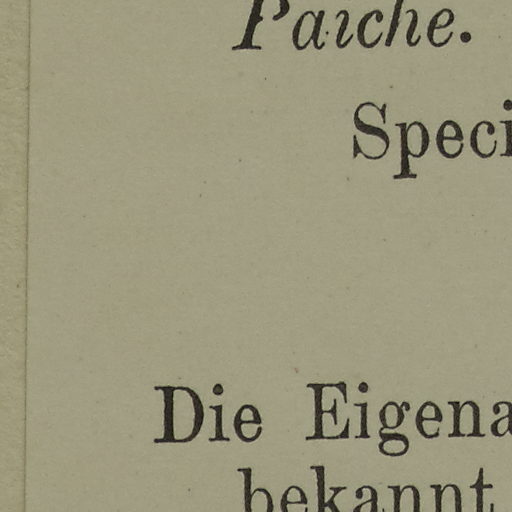 Paiche.
Speci
Die Eigena
bekannt